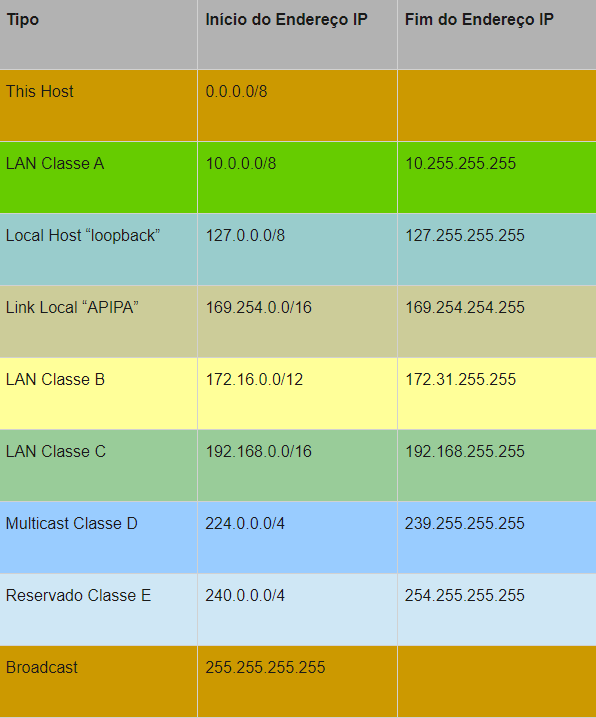 Tipo Início do Endereço IP Fim do Endereço IP
This Host 0.0.0.0/8
LAN Classe A 10.0.0.0/8 10.255.255.255
Local Host “loopback” 127.0.0.0/8 127.255.255.255
Link Local “APIPA” 169.254.0.0/16 169.254.254.255
LAN Classe B 172.16.0.0/12 172.31.255.255
LAN Classe C 192.168.0.0/16 192.168.255.255
Multicast Classe D 224.0.0.0/4 239.255.255.255
Reservado Classe E 240.0.0.0/4 254.255.255.255
Broadcast 255.255.255.255